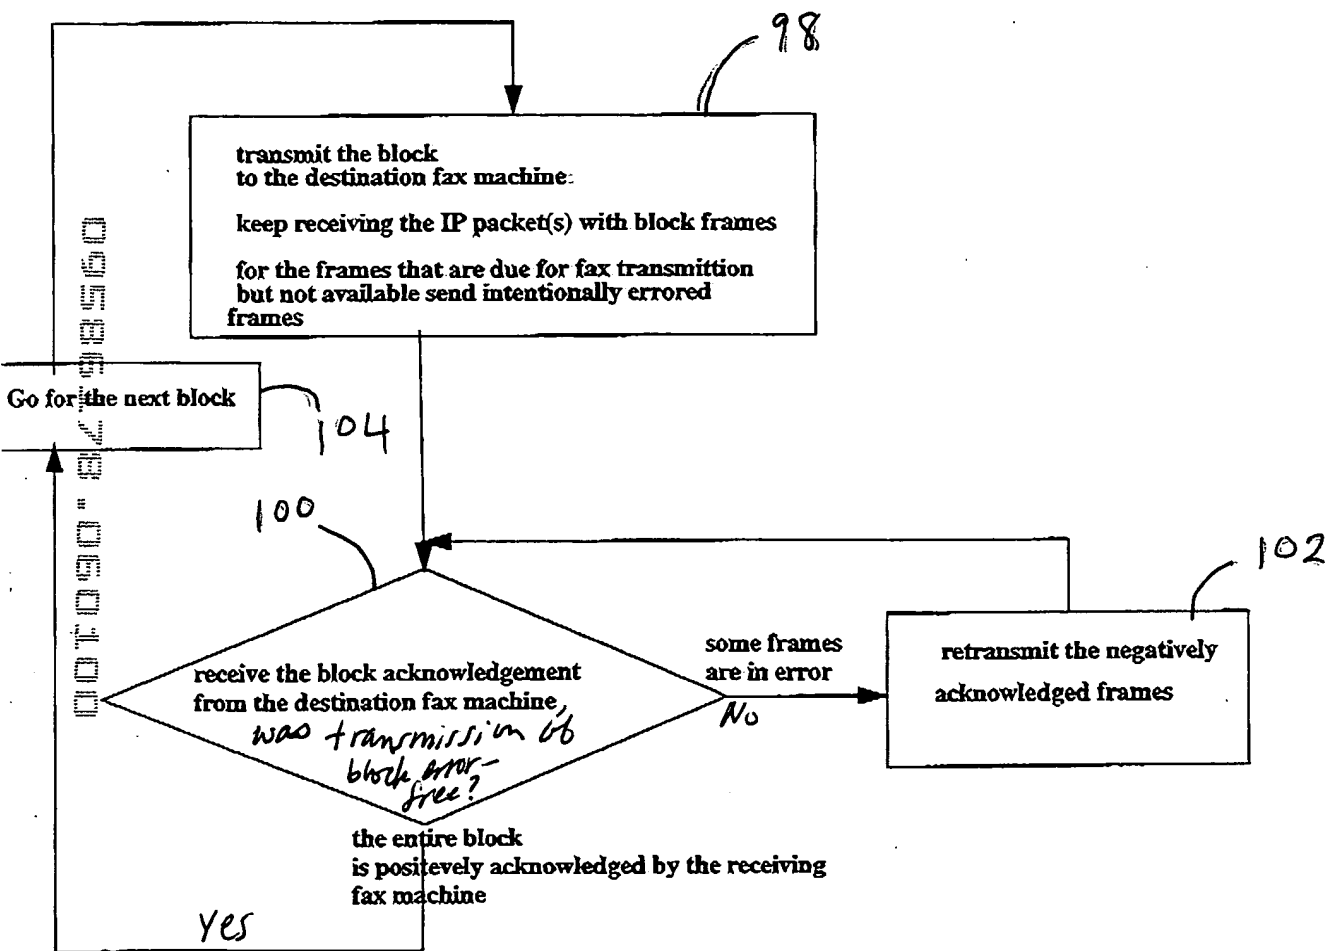 98
transmit the block
to the destination fax machine:
keep receiving the IP packet(s) with block frames
for the frames that are due for fax transmittion
but not available send intentionally errored
frames
Go for the next block
104
100
102
some frames
are in error
No
retransmit the negatively
acknowledged frames
receive the block acknowledgement
from the destination fax machine,
was transmission of
block error-
free?
the entire block
is positevely acknowledged by the receiving
fax machine
Yes
0958678.060100